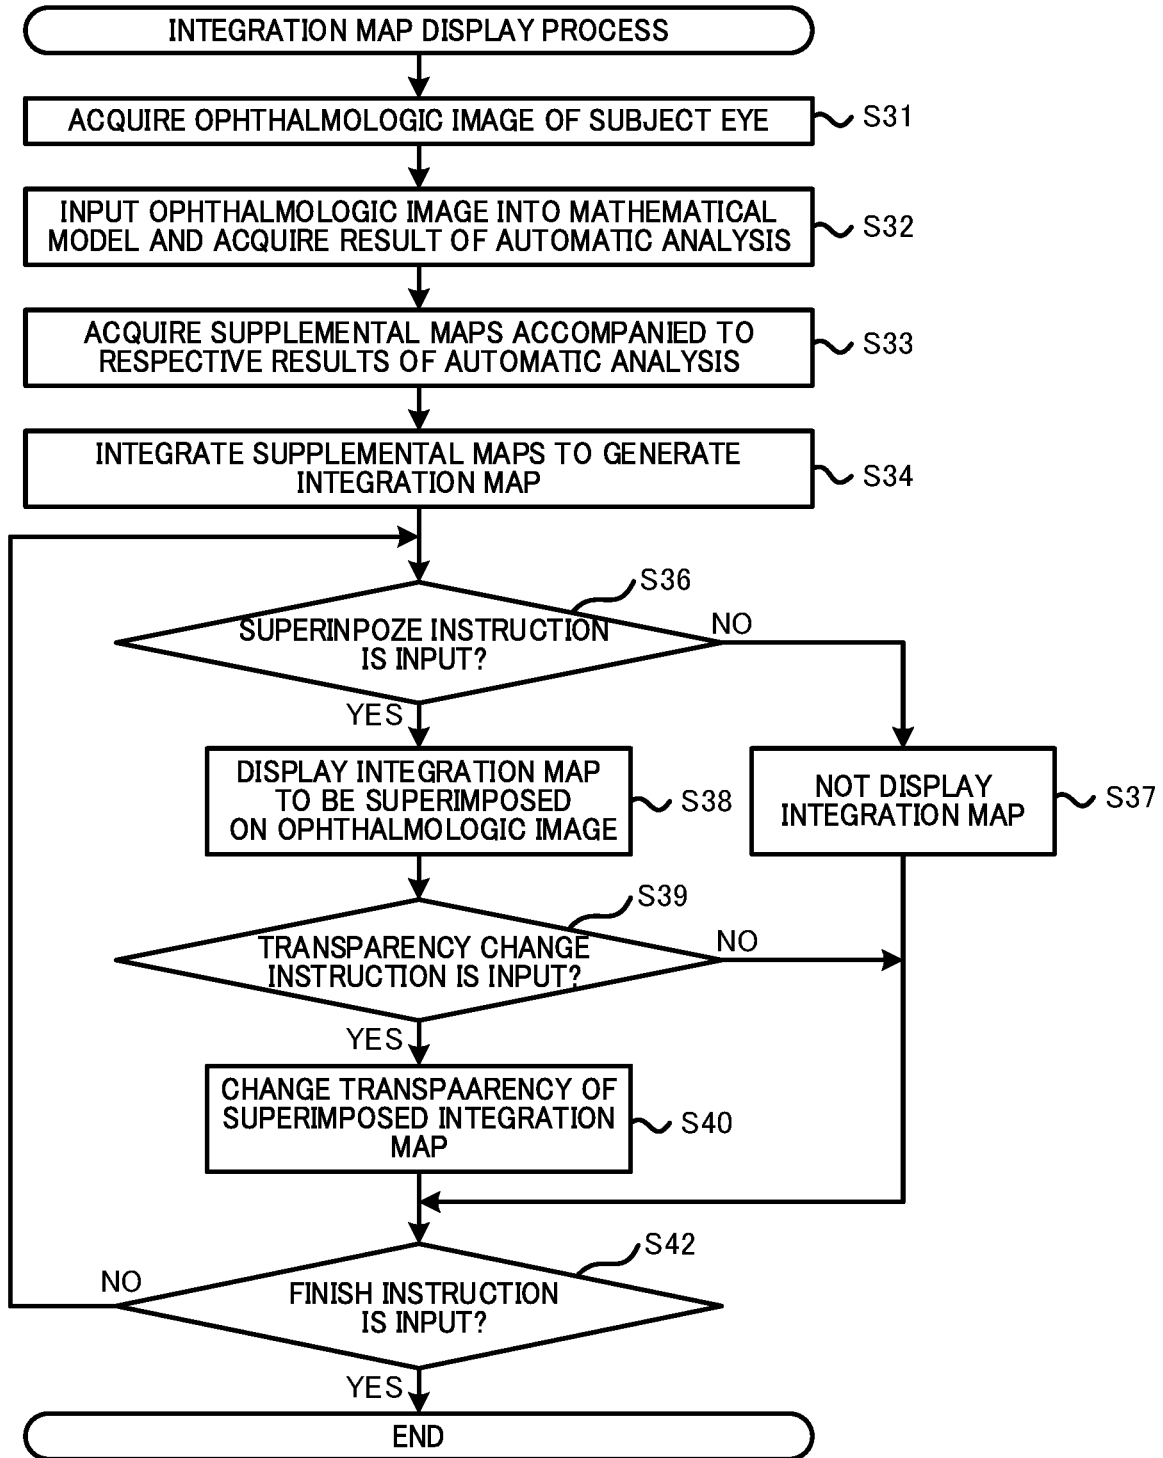 INTEGRATION MAP DISPLAY PROCESS
ACQUIRE OPHTHALMOLOGIC IMAGE OF SUBJECT EYE
S31
INPUT OPHTHALMOLOGIC IMAGE INTO MATHEMATICAL
MODEL AND ACQUIRE RESULT OF AUTOMATIC ANALYSIS
S32
ACQUIRE SUPPLEMENTAL MAPS ACCOMPANIED TO
RESPECTIVE RESULTS OF AUTOMATIC ANALYSIS
S33
INTEGRATE SUPPLEMENTAL MAPS TO GENERATE
INTEGRATION MAP
S34
S36
SUPERINPOZE INSTRUCTION
IS INPUT?
NO
YES
DISPLAY INTEGRATION MAP
TO BE SUPERIMPOSED
ON OPHTHALMOLOGIC IMAGE
S38
NOT DISPLAY
INTEGRATION MAP
S37
S39
TRANSPARENCY CHANGE
INSTRUCTION IS INPUT?
NO
YES
CHANGE TRANSPAARENCY OF
SUPERIMPOSED INTEGRATION
MAP
S40
S42
NO
FINISH INSTRUCTION
IS INPUT?
YES
END